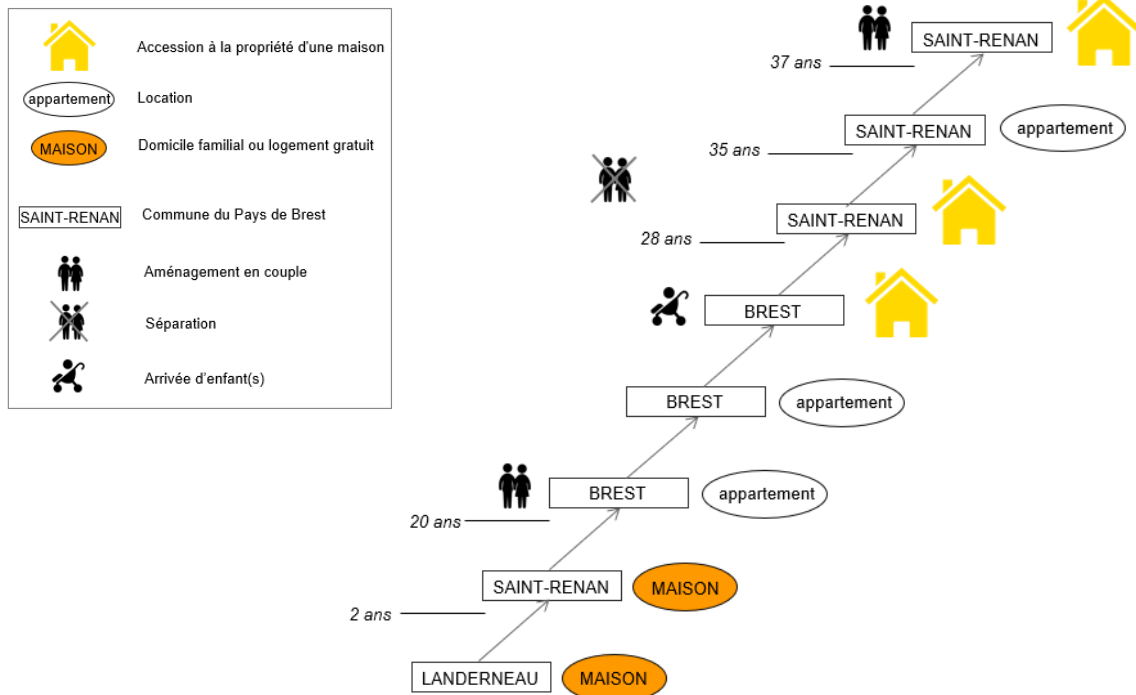 Accession à la propriété d'une maison
appartement
Location
MAISON
Domicile familial ou logement gratuit
SAINT-RENAN
Commune du Pays de Brest
Aménagement en couple
Séparation
Arrivée d'enfant(s)
SAINT-RENAN
37 ans
SAINT-RENAN
appartement
35 ans
SAINT-RENAN
28 ans
BREST
BREST
appartement
BREST
appartement
20 ans
SAINT-RENAN
MAISON
2 ans
LANDERNEAU
MAISON